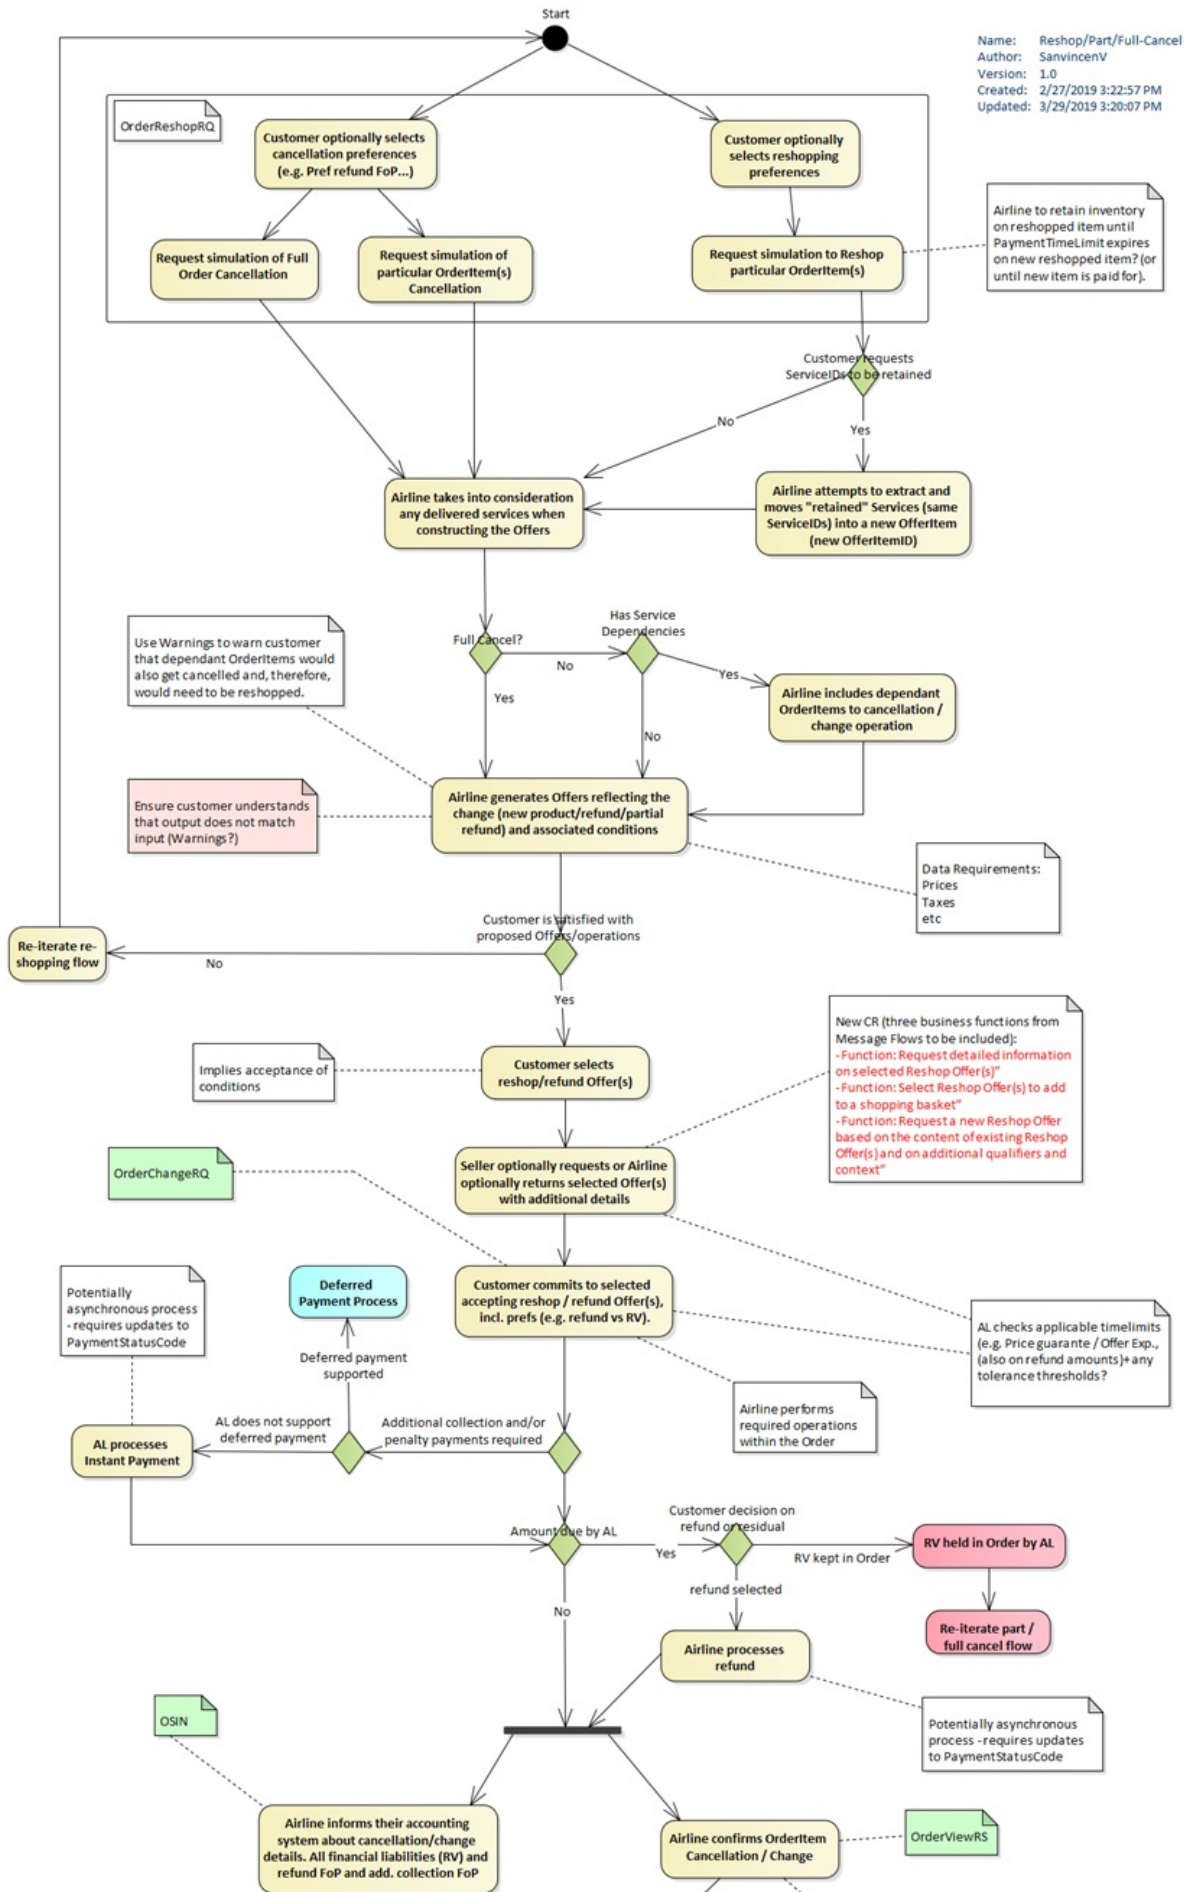 Start
Name: Reshop/Part/Full-Cancel
Author: SanvincenV
Version: 1.0
Created: 2/27/2019 3:22:57 PM
Updated: 3/29/2019 3:20:07 PM
OrderReshopRQ
Customer optionally selects
cancellation preferences
(e.g. Pref refund FoP...)
Customer optionally
selects reshopping
preferences
Airline to retain inventory
on reshopped item until
PaymentTimeLimit expires
on new reshopped item? (or
until new item is paid for).
Request simulation of Full
Order Cancellation
Request simulation of
particular OrderItem(s)
Cancellation
Request simulation to Reshop
particular OrderItem(s)
Customer requests
ServiceIDs to be retained
No
Yes
Airline takes into consideration
any delivered services when
constructing the Offers
Airline attempts to extract and
moves "retained" Services (same
ServiceIDs) into a new OfferItem
(new OfferItemID)
Use Warnings to warn customer
that dependant OrderItems would
also get cancelled and, therefore,
would need to be reshopped.
Full Cancel?
No
Yes
Has Service
Dependencies
Yes
No
Airline includes dependant
OrderItems to cancellation /
change operation
Ensure customer understands
that output does not match
input (Warnings?)
Airline generates Offers reflecting the
change (new product/refund/partial
refund) and associated conditions
Data Requirements:
Prices
Taxes
etc
Customer is satisfied with
proposed Offers/operations
Re-iterate re-
shopping flow
No
Yes
New CR (three business functions from
Message Flows to be included):
-Function: Request detailed information
on selected Reshop Offer(s)"
-Function: Select Reshop Offer(s) to add
to a shopping basket"
-Function: Request a new Reshop Offer
based on the content of existing Reshop
Offer(s) and on additional qualifiers and
context"
Implies acceptance of
conditions
Customer selects
reshop/refund Offer(s)
OrderChangeRQ
Seller optionally requests or Airline
optionally returns selected Offer(s)
with additional details
Potentially
asynchronous process
- requires updates to
PaymentStatusCode
Deferred
Payment Process
Customer commits to selected
accepting reshop / refund Offer(s),
incl. prefs (e.g. refund vs RV).
AL checks applicable timelimits
(e.g. Price guarante / Offer Exp.,
(also on refund amounts)+ any
tolerance thresholds?
Deferred payment
supported
Airline performs
required operations
within the Order
AL processes
Instant Payment
AL does not support
deferred payment
Additional collection and/or
penalty payments required
Amount due by AL
Yes
No
Customer decision on
refund or residual
RV kept in Order
refund selected
RV held in Order by AL
Re-iterate part /
full cancel flow
Airline processes
refund
OSIN
Potentially asynchronous
process - requires updates
to PaymentStatusCode
Airline informs their accounting
system about cancellation/change
details. All financial liabilities (RV) and
refund FoP and add. collection FoP
Airline confirms OrderItem
Cancellation / Change
OrderViewRS